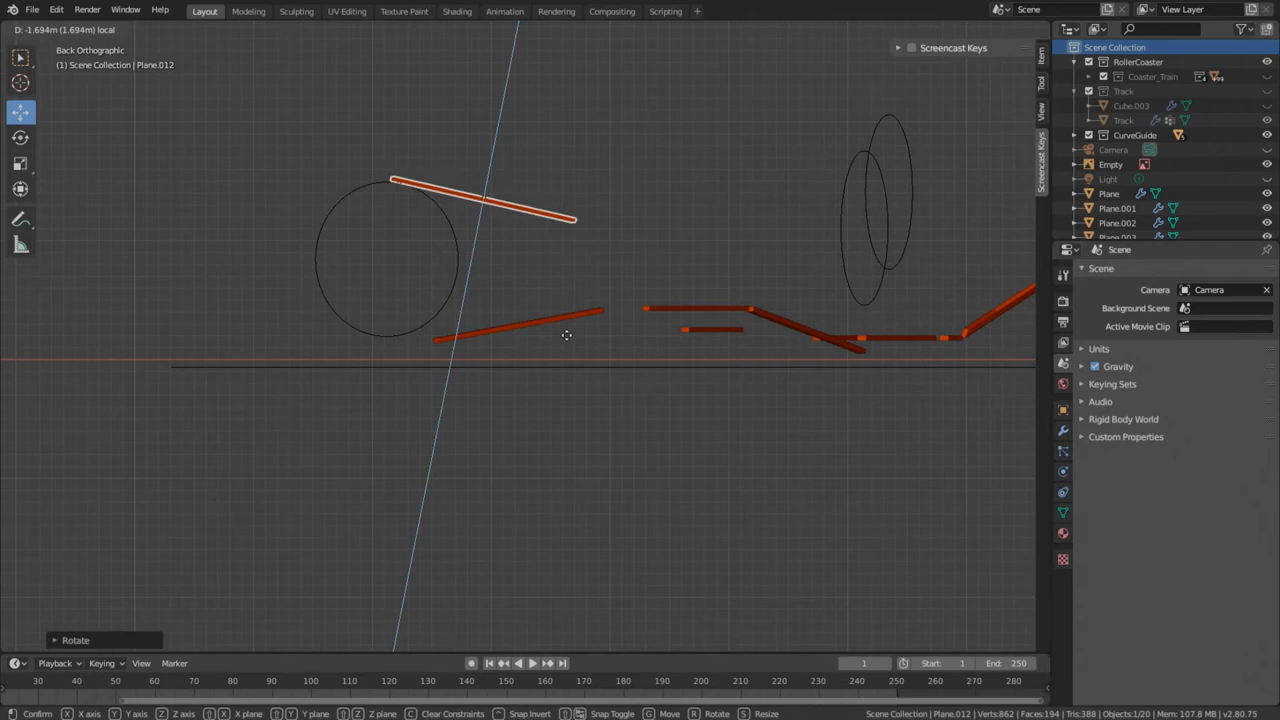 File Edit Render Window Help Layout Modeling Sculpting UV Editing Texture Paint Shading Animation Rendering Compositing Scripting + Scene View Layer
D: -1.694m (1.694m) local
Back Orthographic
(1) Scene Collection | Plane.012
Screencast Keys
Item
Tool
View
Screencast Keys
Scene Collection
RollerCoaster
Coaster_Train
Track
Cube.003
Track
CurveGuide
Camera
Empty
Light
Plane
Plane.001
Plane.002
Plane.003
Scene
Scene
Camera Camera
Background Scene
Active Movie Clip
Units
Gravity
Keying Sets
Audio
Rigid Body World
Custom Properties
Rotate
Playback Keying View Marker 1 Start: 1 End: 250
30 40 50 60 70 80 90 100 110 120 130 140 150 160 170 180 190 200 210 220 230 240 250 260 270 280
Confirm X X axis Y Y axis Z Z axis X X plane Y Y plane Z Z plane C Clear Constraints Snap Invert Snap Toggle G Move R Rotate S Resize Scene Collection | Plane.012 | Verts:862 | Faces:194 | Tris:388 | Objects:1/20 | Mem: 107.8 MB | v2.80.75